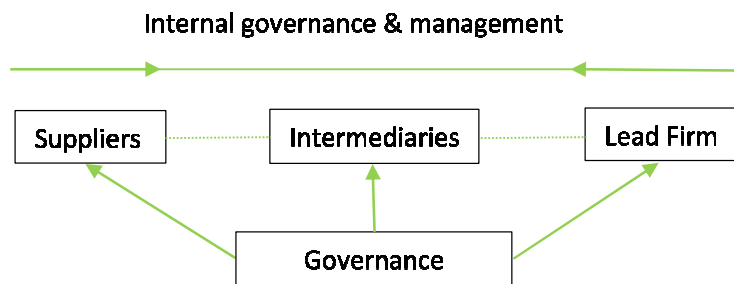 Internal governance & management
Suppliers
Intermediaries
Lead Firm
Governance